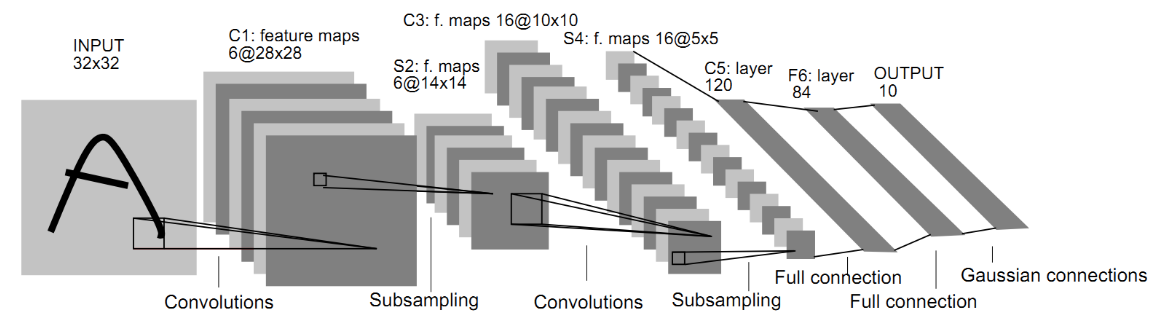 INPUT
32x32
C1: feature maps
6@28x28
S2: f. maps
6@14x14
C3: f. maps 16@10x10
S4: f. maps 16@5x5
C5: layer
120
F6: layer
84
OUTPUT
10
Convolutions
Subsampling
Convolutions
Subsampling
Full connection
Full connection
Gaussian connections